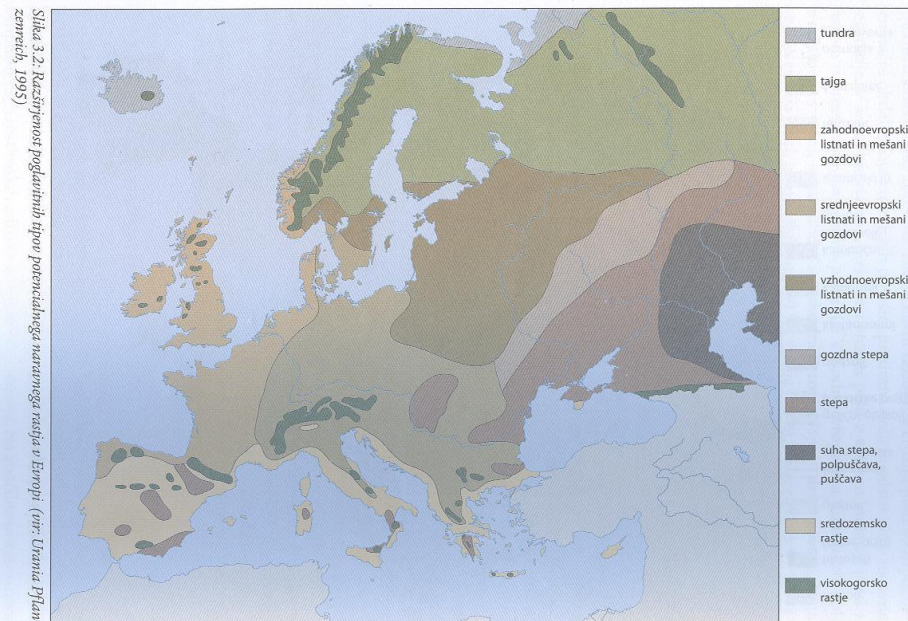 Slika 3.2: Razširjenost poglavitnih tipov potencialnega naravnega rastja v Evropi (vir: Urania Pflan
zenreich, 1995)
tundra
tajga
zahodnoevropski
listnati in mešani
gozdovi
srednjeevropski
listnati in mešani
gozdovi
vzhodnoevropski
listnati in mešani
gozdovi
gozdna stepa
stepa
suha stepa,
polpuščava,
puščava
sredozemsko
rastje
visokogorsko
rastje